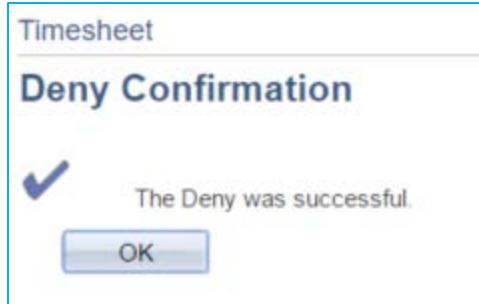 Timesheet
Deny Confirmation
The Deny was successful.
OK